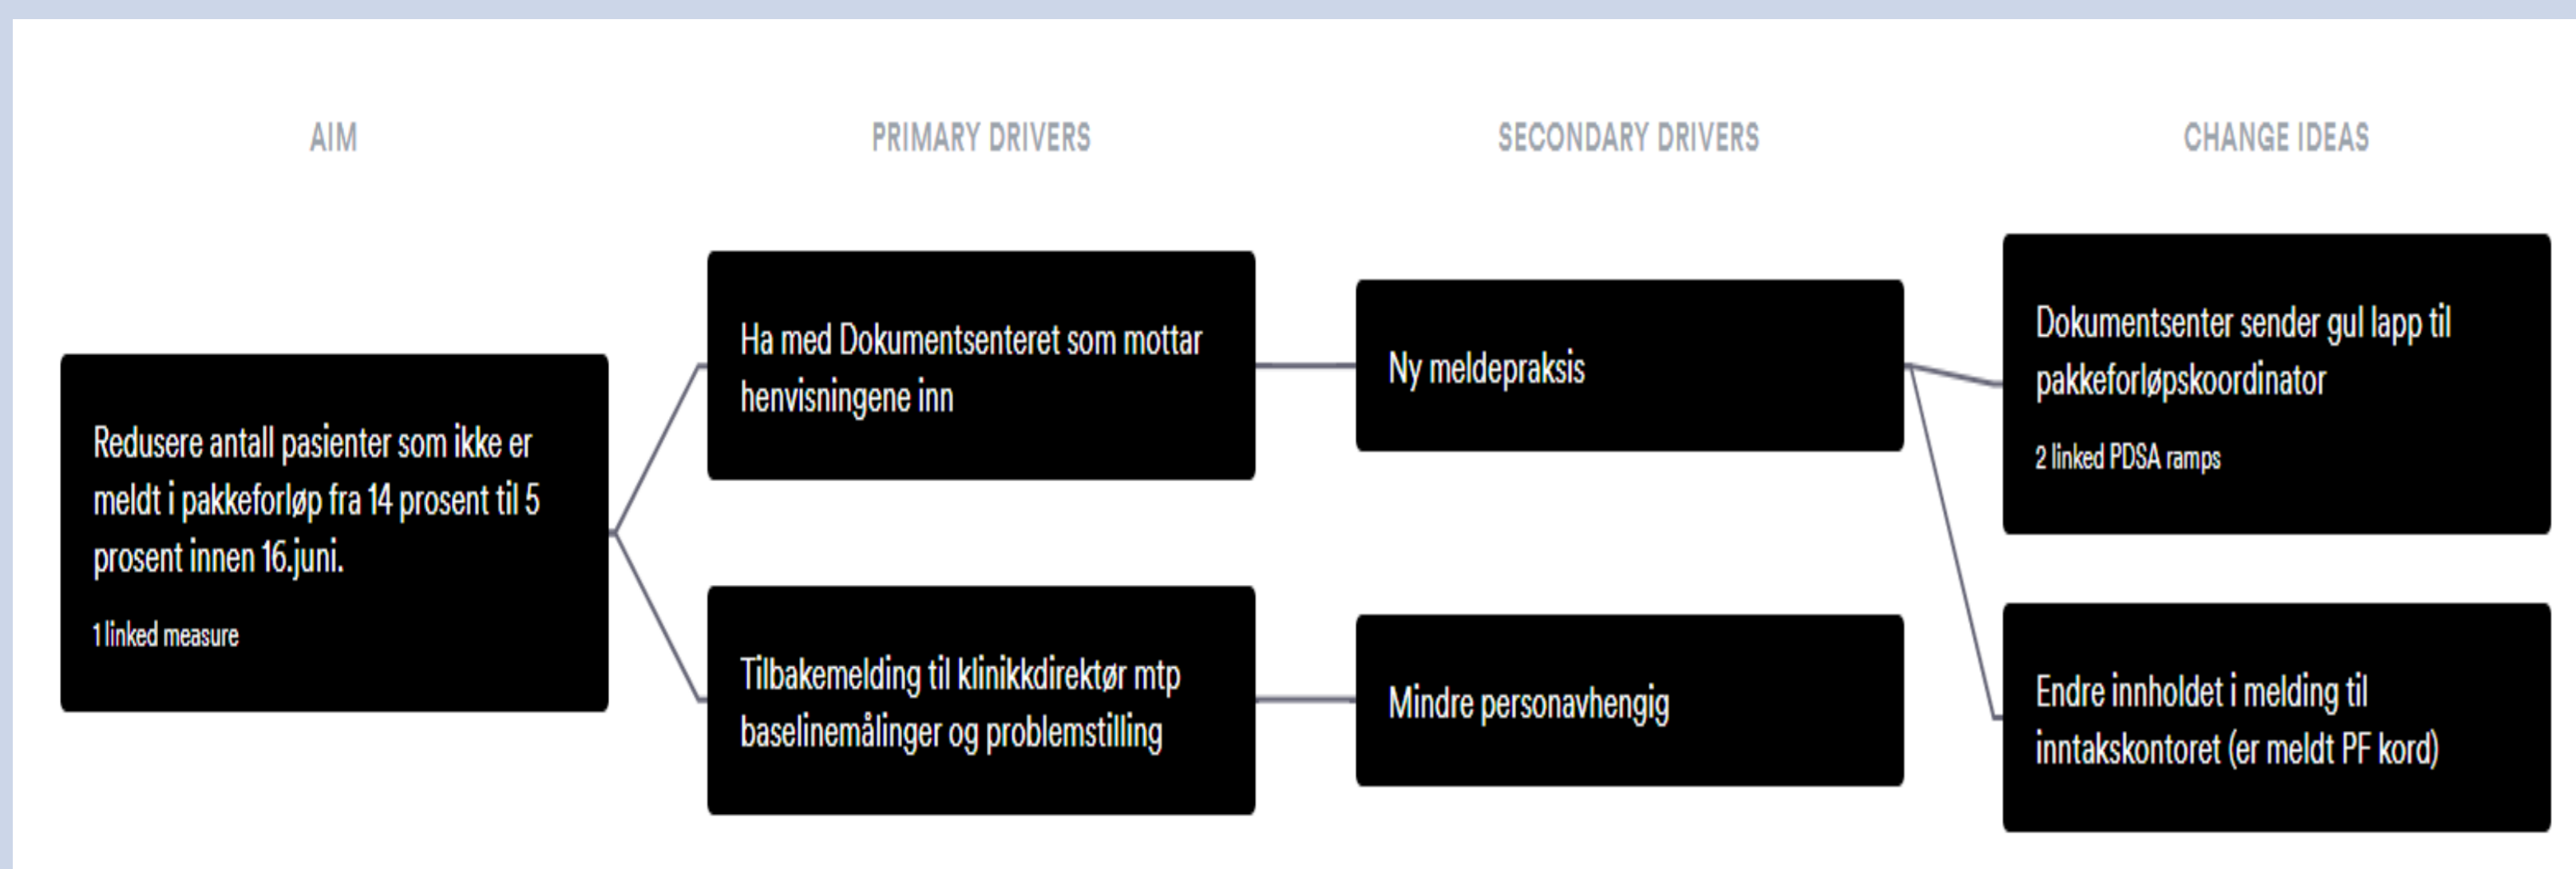 AIM
PRIMARY DRIVERS
SECONDARY DRIVERS
CHANGE IDEAS
Redusere antall pasienter som ikke er
meldt i pakkeforløp fra 14 prosent til 5
prosent innen 16.juni.
1 linked measure
Ha med Dokumentsenteret som mottar
henvisningene inn
Tilbakemelding til klinikkdirektør mtp
baselinemålinger og problemstilling
Ny meldepraksis
Mindre personavhengig
Dokumentsenter sender gul lapp til
pakkeforløpskoordinator
2 linked PDSA ramps
Endre innholdet i melding til
inntakskontoret (er meldt PF kord)